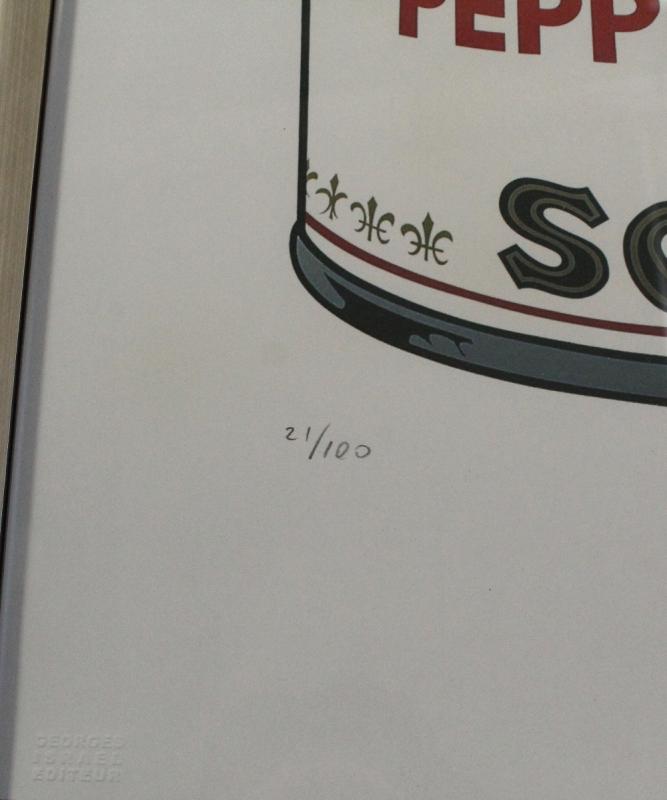 PEPP
SO
21/100
GEORGES
ISRAEL
EDITEUR